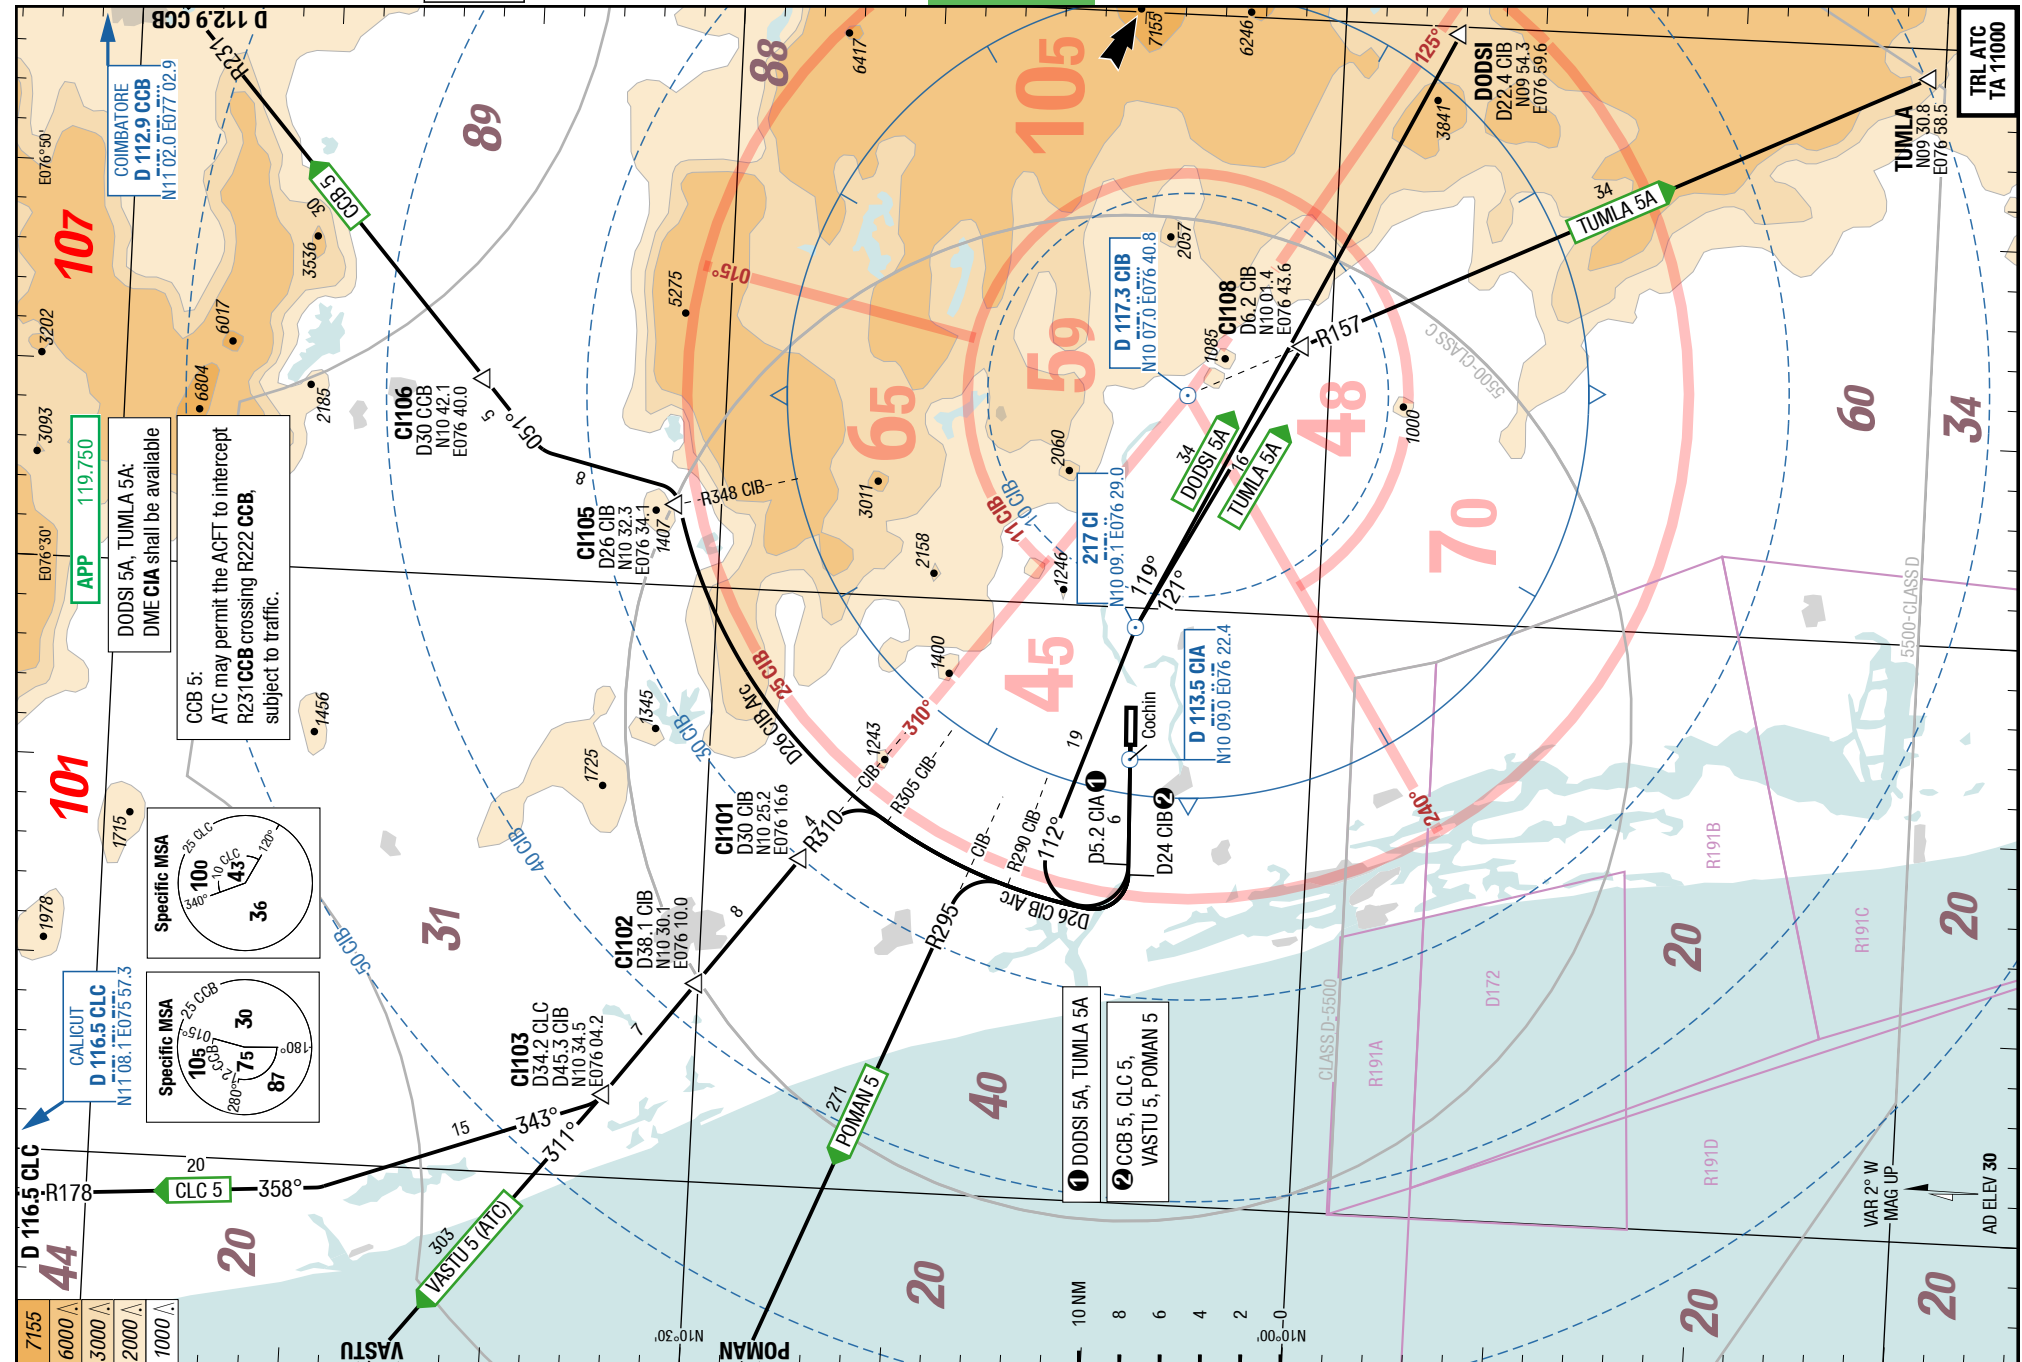 D 112.9 CCB
R231
COIMBATORE
D 112.9 CCB
N11 02.0 E077 02.9
E076°50'
107
89
88
105
6417
7155
6246
125°
DODSI
D22.4 CIB
N09 54.3
E076 59.6
3841
TRL ATC
TA 11000
TUMLA
N09 30.8
E076 58.5
34
TUMLA 5A
CCB 5
30
3536
3202
6017
6804
2185
3093
5275
015°
2057
D 117.3 CIB
N10 07.0 E076 40.8
CI108
D6.2 CIB
N10 01.4
E076 43.6
1085
R157
5500-CLASS C
59
65
48
60
34
1000
APP 119.750
DODSI 5A, TUMLA 5A:
DME CIA shall be available
CCB 5:
ATC may permit the ACFT to intercept
R231 CCB crossing R222 CCB,
subject to traffic.
E076°30'
CI106
D30 CCB
N10 42.1
E076 40.0
5
051°
8
CI105
D26 CIB
N10 32.3
E076 34.1
1407
R348 CIB
3011
2060
2158
1246
11 CIB
10 CIB
217 CI
N10 09.1 E076 29.0
34
DODSI 5A
16
TUMLA 5A
119°
121°
70
5500-CLASS D
101
1715
1456
1725
1345
30 CIB
25 CIB
D26 CIB Arc
1400
45
310°
1243
CIB
R305 CIB
CIB
R290 CIB
19
112°
D 113.5 CIA
N10 09.0 E076 22.4
Cochin
D5.2 CIA ❶
6
D24 CIB ❷
240°
R191B
CI101
D30 CIB
N10 25.2
E076 16.6
4
R310
40 CIB
Specific MSA
25 CLC
10 CLC
340°
120°
100
43
36
1978
31
50 CIB
CI102
D38.1 CIB
N10 30.1
E076 10.0
8
D26 CIB Arc
R295
CALICUT
D 116.5 CLC
N11 08.1 E075 57.3
Specific MSA
25 CCB
12 CCB
015°
180°
280°
105
30
75
87
CI103
D34.2 CLC
D45.3 CIB
N10 34.5
E076 04.2
7
15
343°
311°
271
POMAN 5
40
❶ DODSI 5A, TUMLA 5A
❷ CCB 5, CLC 5,
VASTU 5, POMAN 5
CLASS D-5500
D172
R191A
R191C
R191D
20
20
D 116.5 CLC
R178
20
CLC 5
358°
44
20
303
VASTU 5 (ATC)
VASTU
POMAN
20
N10°30'
N10°00'
10 NM
8
6
4
2
0
20
20
VAR 2° W
MAG UP
AD ELEV 30
7155
6000
3000
2000
1000